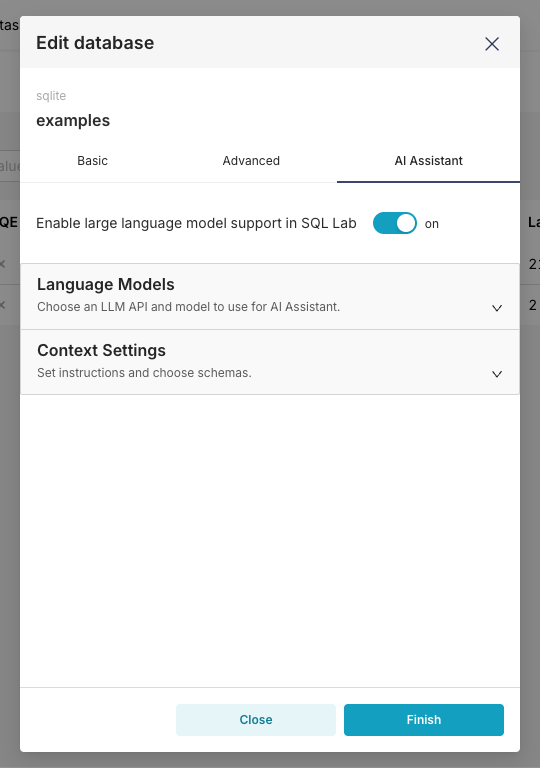 tas
Edit database
sqlite
examples
Basic
Advanced
AI Assistant
Enable large language model support in SQL Lab
on
Language Models
Choose an LLM API and model to use for AI Assistant.
Context Settings
Set instructions and choose schemas.
Close
Finish